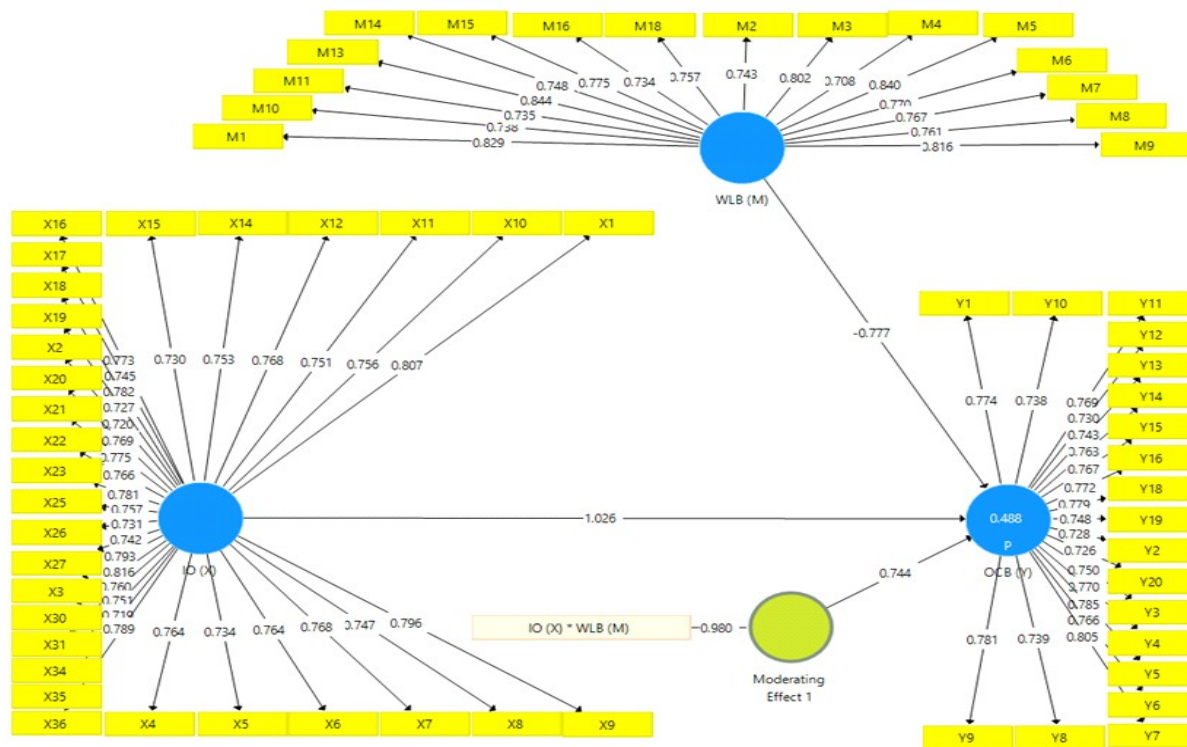 M14
M15
M16
M18
M2
M3
M4
M5
M13
M6
M11
M7
M10
M8
M1
M9
0.748
0.775
0.734
0.757
0.743
0.802
0.708
0.840
0.844
0.770
0.735
0.767
0.738
0.761
0.829
0.816
WLB (M)
X16
X15
X14
X12
X11
X10
X1
X17
X18
X19
X2
X20
X21
X22
X23
X25
X26
X27
X3
X30
X31
X34
X35
X36
X4
X5
X6
X7
X8
X9
0.773
0.745
0.782
0.727
0.720
0.769
0.775
0.766
0.781
0.757
0.731
0.742
0.793
0.816
0.760
0.751
0.719
0.789
0.730
0.753
0.768
0.751
0.756
0.807
IO (X)
0.764
0.734
0.764
0.768
0.747
0.796
-0.777
1.026
0.744
IO (X) * WLB (M)
0.980
Moderating
Effect 1
Y1
Y10
Y11
Y12
Y13
Y14
Y15
Y16
Y18
Y19
Y2
Y20
Y3
Y4
Y5
Y6
Y7
Y9
Y8
0.774
0.738
0.769
0.730
0.743
0.763
0.767
0.772
0.779
0.748
0.728
0.726
0.750
0.770
0.785
0.766
0.805
0.781
0.739
0.488
P
OCB (Y)